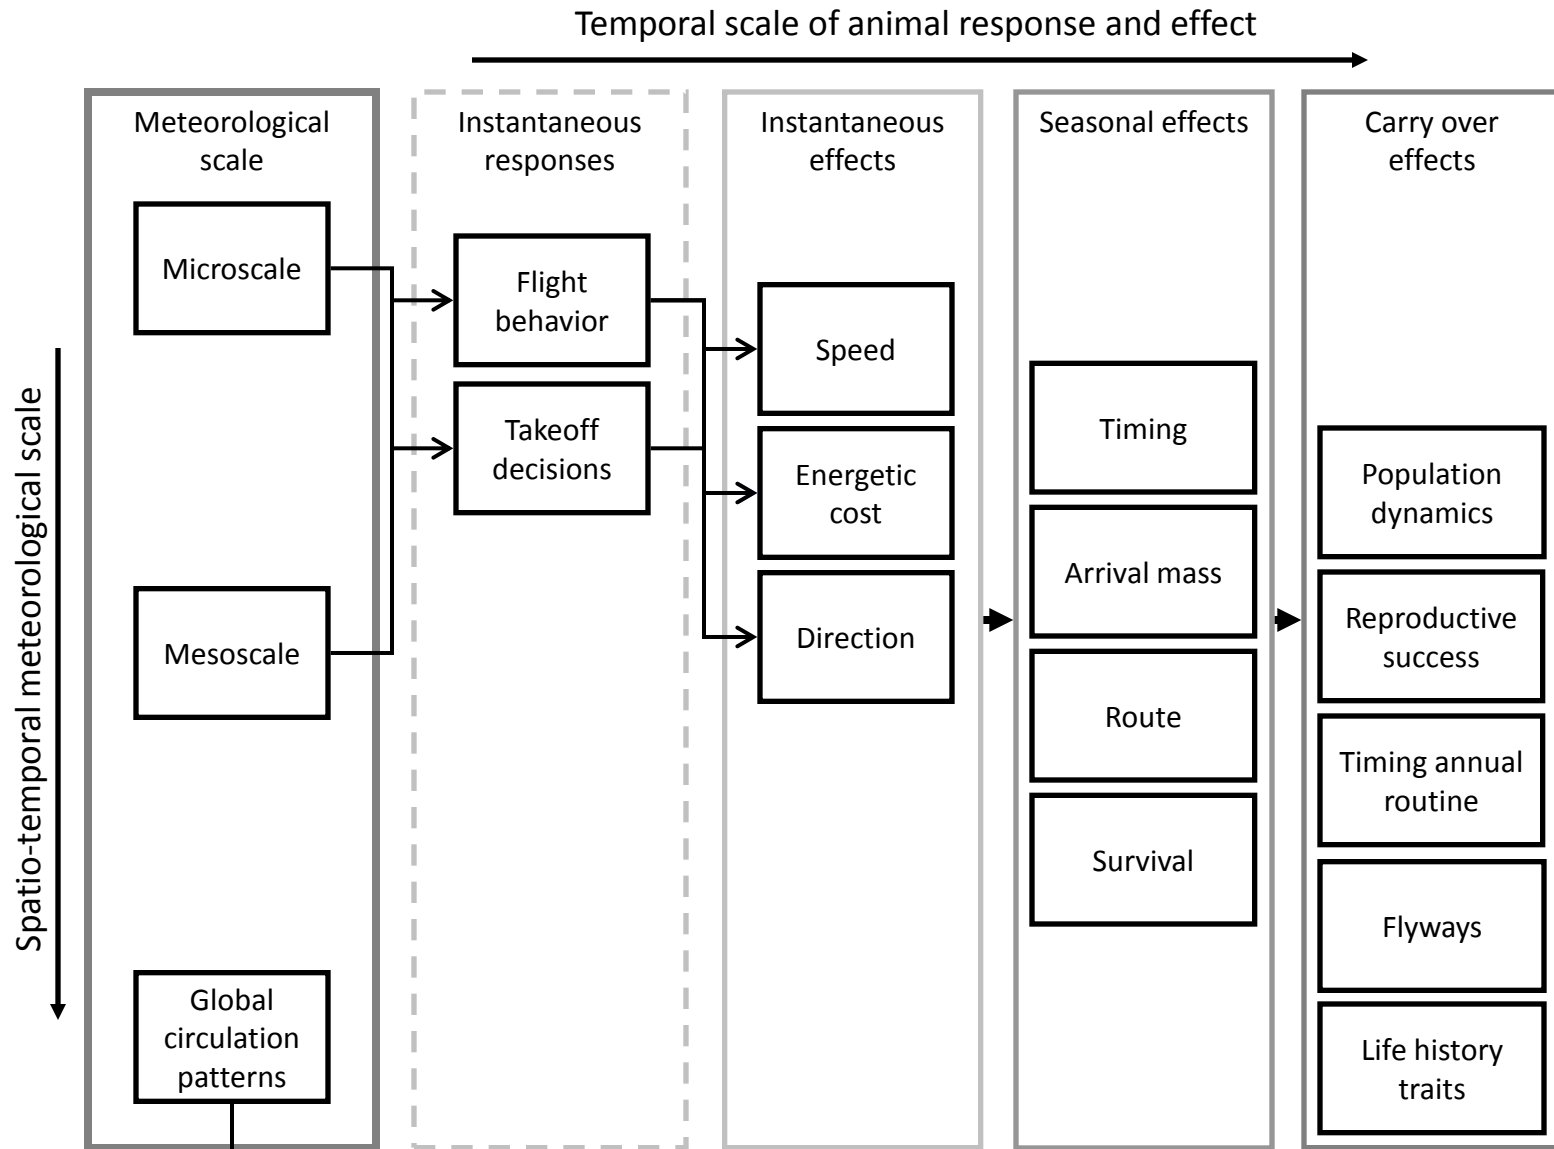 Temporal scale of animal response and effect
Spatio-temporal meteorological scale
Meteorological
scale
Microscale
Mesoscale
Global
circulation
patterns
Instantaneous
responses
Flight
behavior
Takeoff
decisions
Instantaneous
effects
Speed
Energetic
cost
Direction
Seasonal effects
Timing
Arrival mass
Route
Survival
Carry over
effects
Population
dynamics
Reproductive
success
Timing annual
routine
Flyways
Life history
traits